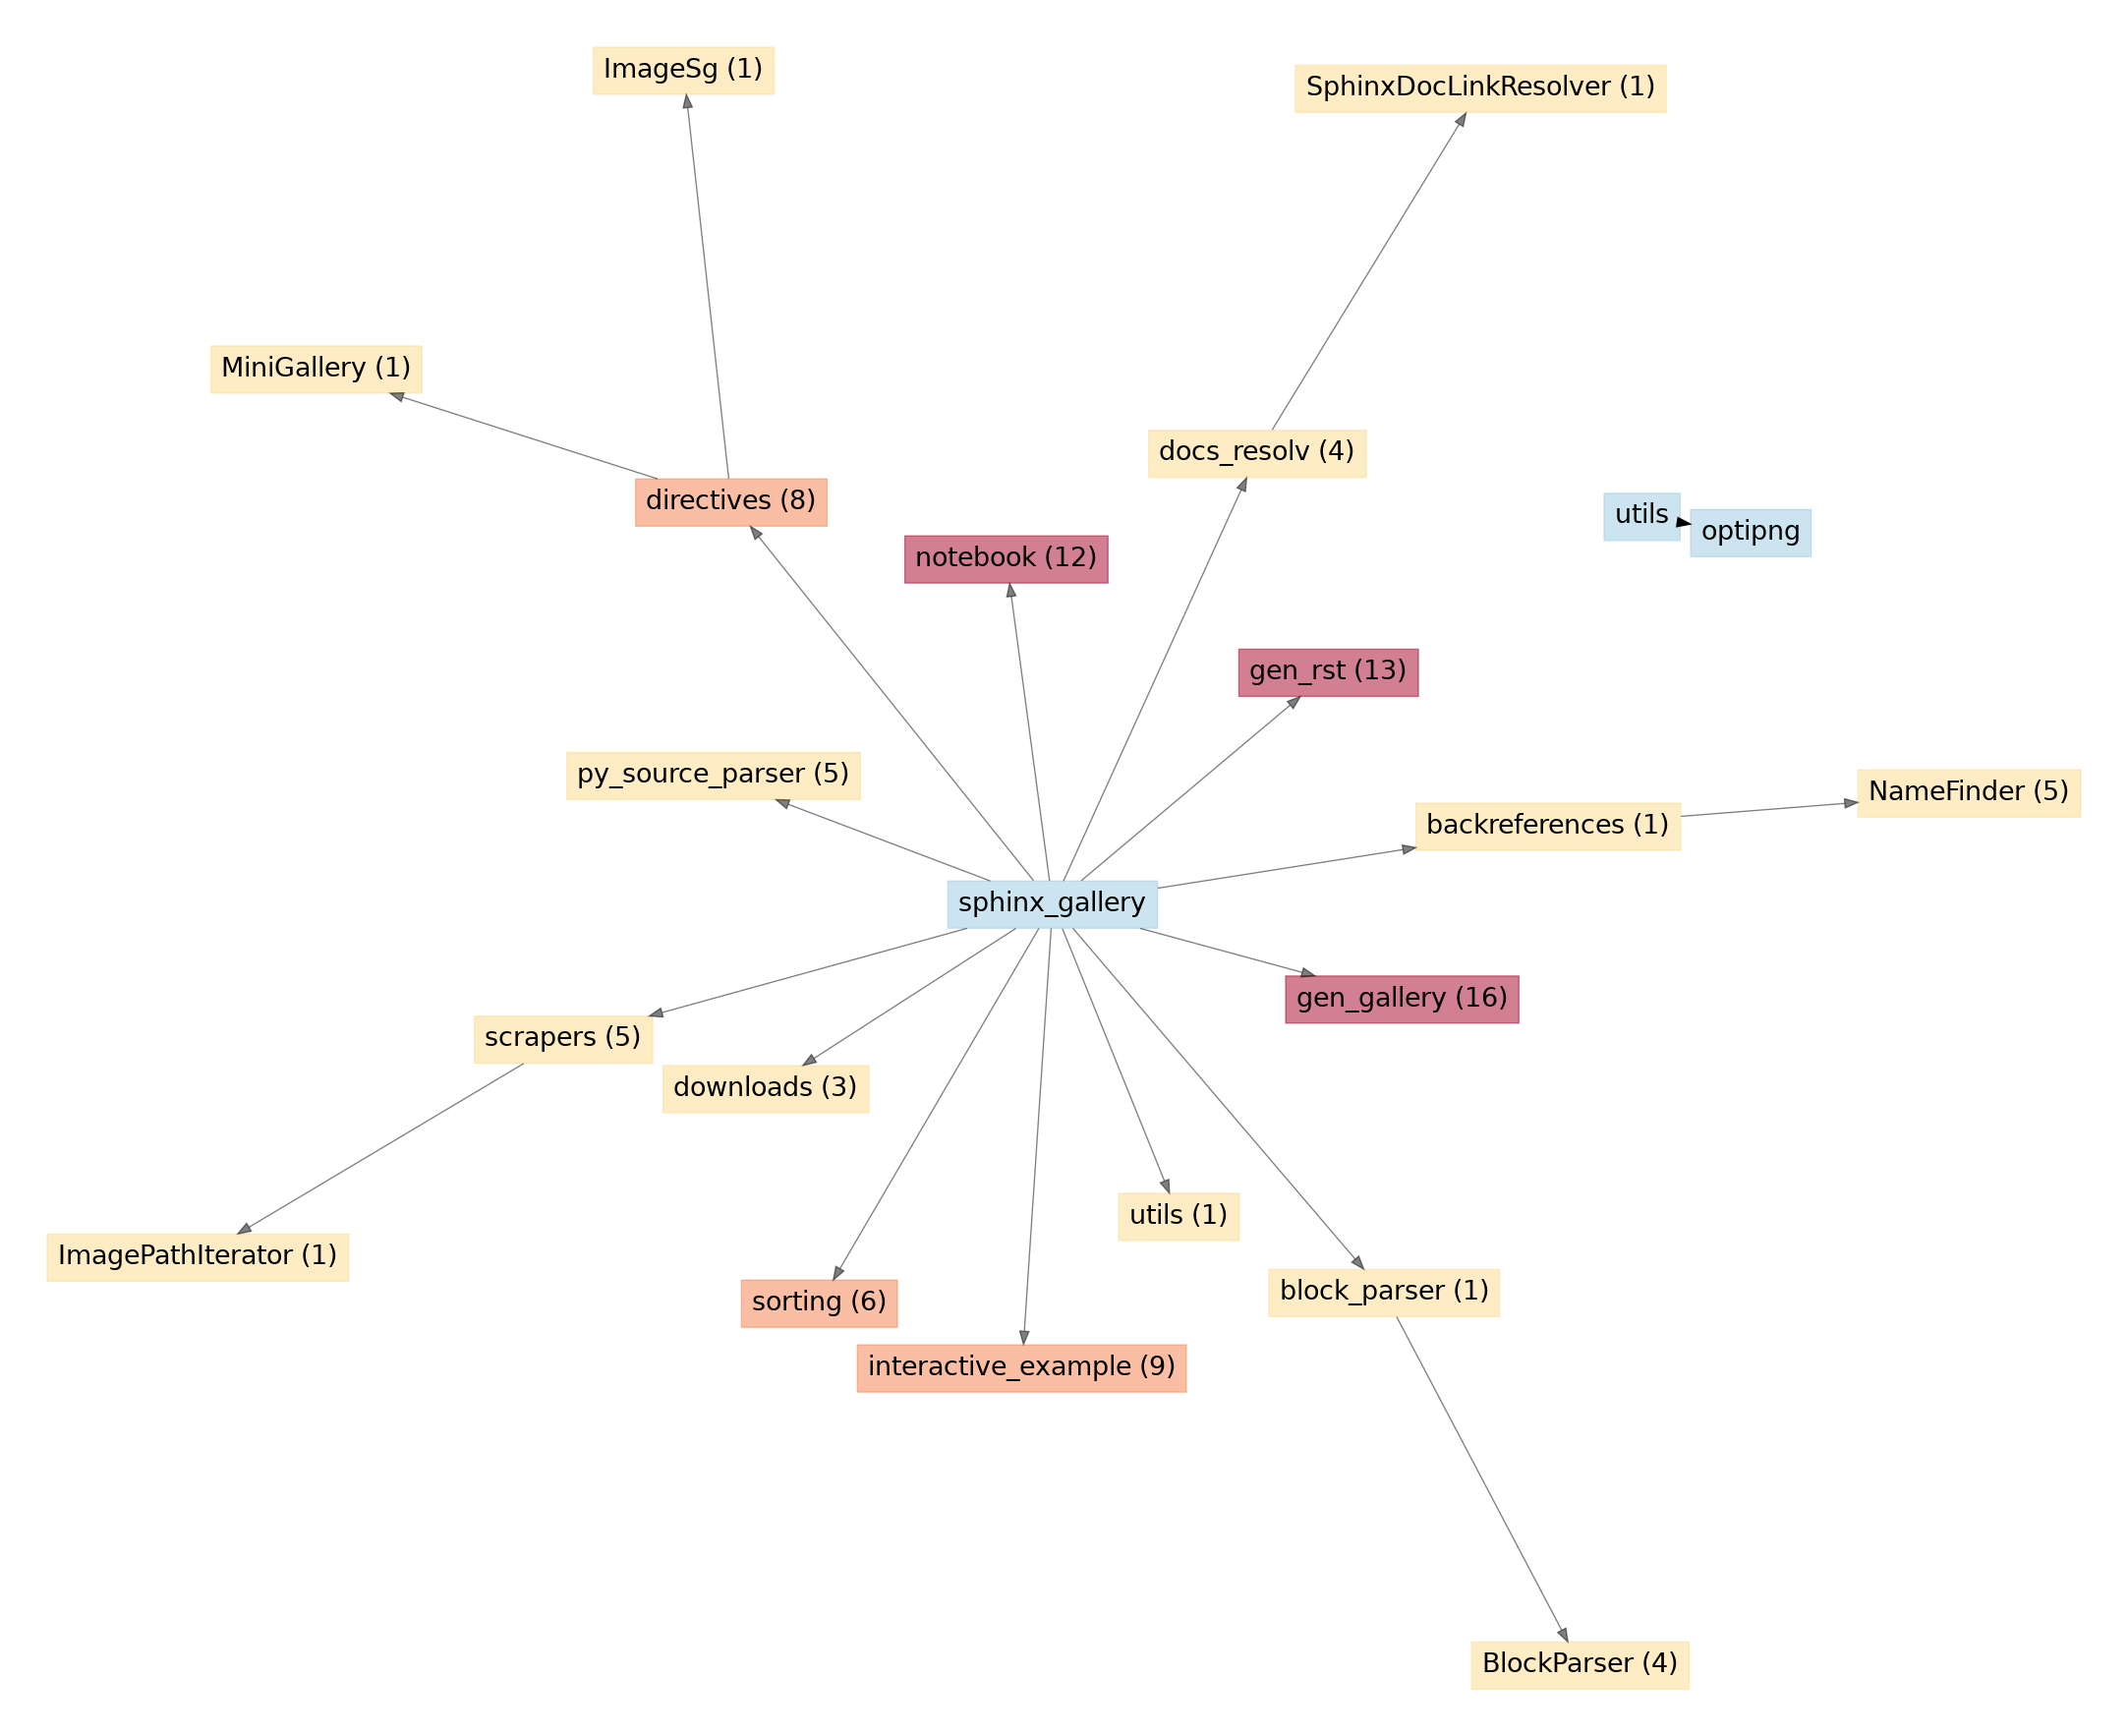 ImageSg (1)
SphinxDocLinkResolver (1)
MiniGallery (1)
docs_resolv (4)
directives (8)
utils
optipng
notebook (12)
gen_rst (13)
py_source_parser (5)
NameFinder (5)
backreferences (1)
sphinx_gallery
gen_gallery (16)
scrapers (5)
downloads (3)
utils (1)
ImagePathIterator (1)
block_parser (1)
sorting (6)
interactive_example (9)
BlockParser (4)